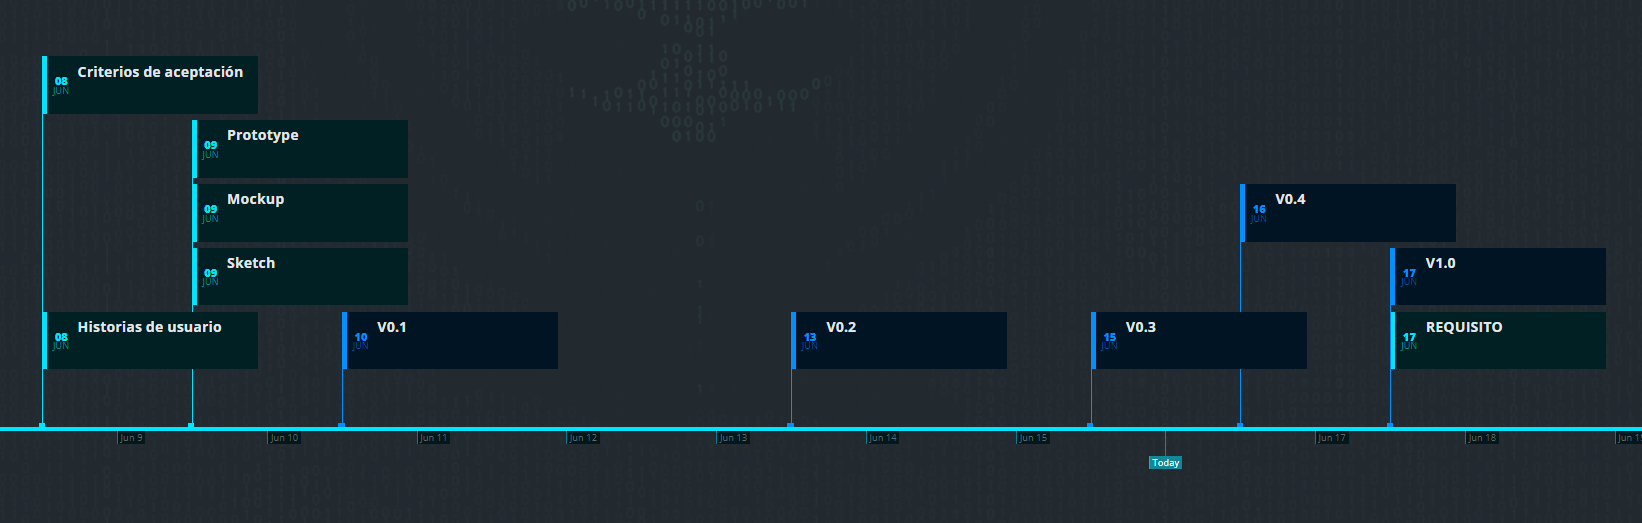 08
JUN
Criterios de aceptación
09
JUN
Prototype
09
JUN
Mockup
09
JUN
Sketch
08
JUN
Historias de usuario
10
JUN
V0.1
13
JUN
V0.2
15
JUN
V0.3
16
JUN
V0.4
17
JUN
V1.0
17
JUN
REQUISITO
Jun 9
Jun 10
Jun 11
Jun 12
Jun 13
Jun 14
Jun 15
Jun 17
Jun 18
Today